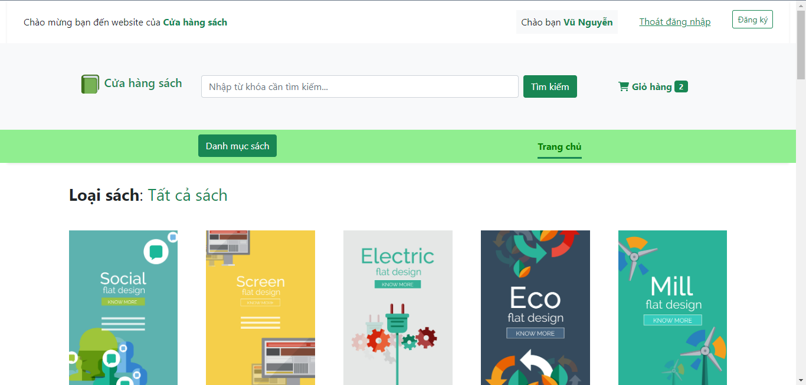 Chào mừng bạn đến website của Cửa hàng sách
Chào bạn Vũ Nguyễn
Thoát đăng nhập
Đăng ký
Cửa hàng sách
Nhập từ khóa cần tìm kiếm...
Tìm kiếm
Giỏ hàng 2
Danh mục sách
Trang chủ
Loại sách: Tất cả sách
Social
flat design
KNOW MORE
Screen
flat design
KNOW MORE
Electric
flat design
KNOW MORE
Eco
flat design
KNOW MORE
Mill
flat design
KNOW MORE